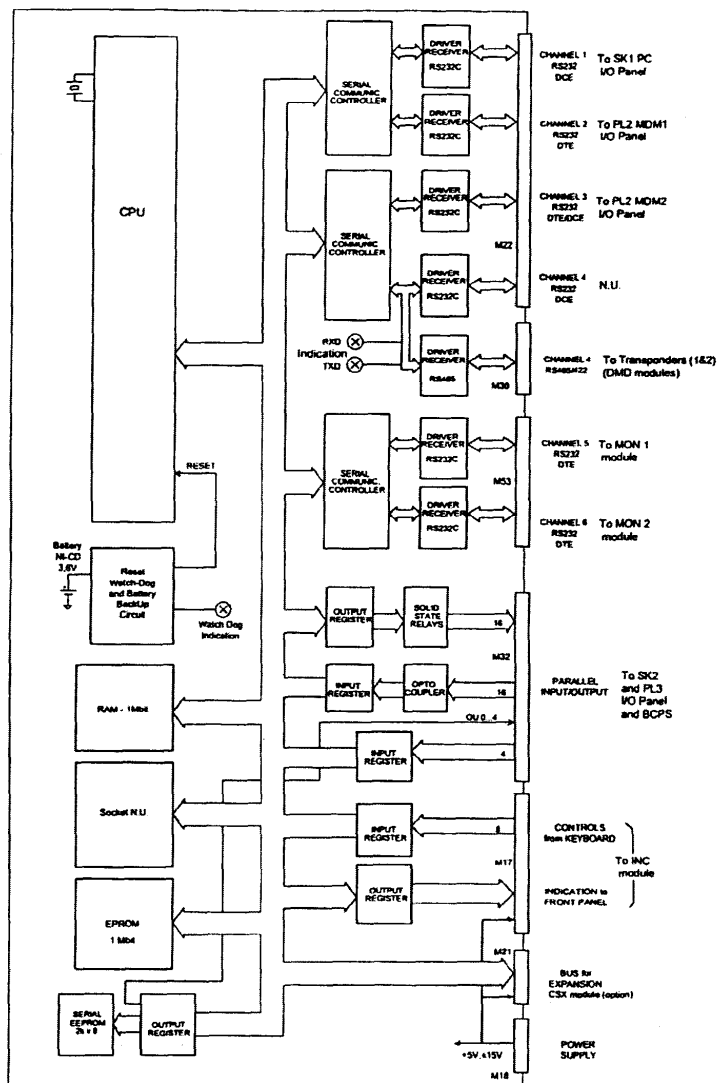 CPU
RESET
Battery
NI-CD
3,6V
Reset
Watch-Dog
and Battery
BackUp
Circuit
Watch Dog
Indication
RAM - 1Mbit
Socket N.U.
EPROM
1 Mbit
SERIAL
EEPROM
2k x 8
OUTPUT
REGISTER
SERIAL
COMMUNIC
CONTROLLER
DRIVER
RECEIVER
RS232C
DRIVER
RECEIVER
RS232C
CHANNEL 1
RS232
DCE
To SK1 PC
I/O Panel
CHANNEL 2
RS232
DTE
To PL2 MDM1
I/O Panel
SERIAL
COMMUNIC
CONTROLLER
DRIVER
RECEIVER
RS232C
DRIVER
RECEIVER
RS232C
CHANNEL 3
RS232
DTE/DCE
To PL2 MDM2
I/O Panel
M22
CHANNEL 4
RS232
DCE
N.U.
RXD
Indication
TXD
DRIVER
RECEIVER
RS485
M30
CHANNEL 4
RS485/422
To Transponders (1&2)
(DMD modules)
SERIAL
COMMUNIC.
CONTROLLER
DRIVER
RECEIVER
RS232C
DRIVER
RECEIVER
RS232C
CHANNEL 5
RS232
DTE
To MON 1
module
M53
CHANNEL 6
RS232
DTE
To MON 2
module
OUTPUT
REGISTER
SOLID
STATE
RELAYS
16
M32
INPUT
REGISTER
OPTO
COUPLER
16
PARALLEL
INPUT/OUTPUT
To SK2
and PL3
I/O Panel
and BCPS
OU 0...4
INPUT
REGISTER
4
INPUT
REGISTER
8
CONTROLS
from KEYBOARD
M17
To INC
module
OUTPUT
REGISTER
INDICATION to
FRONT PANEL
M21
BUS for
EXPANSION
CSX module (option)
+5V, ±15V
POWER
SUPPLY
M18